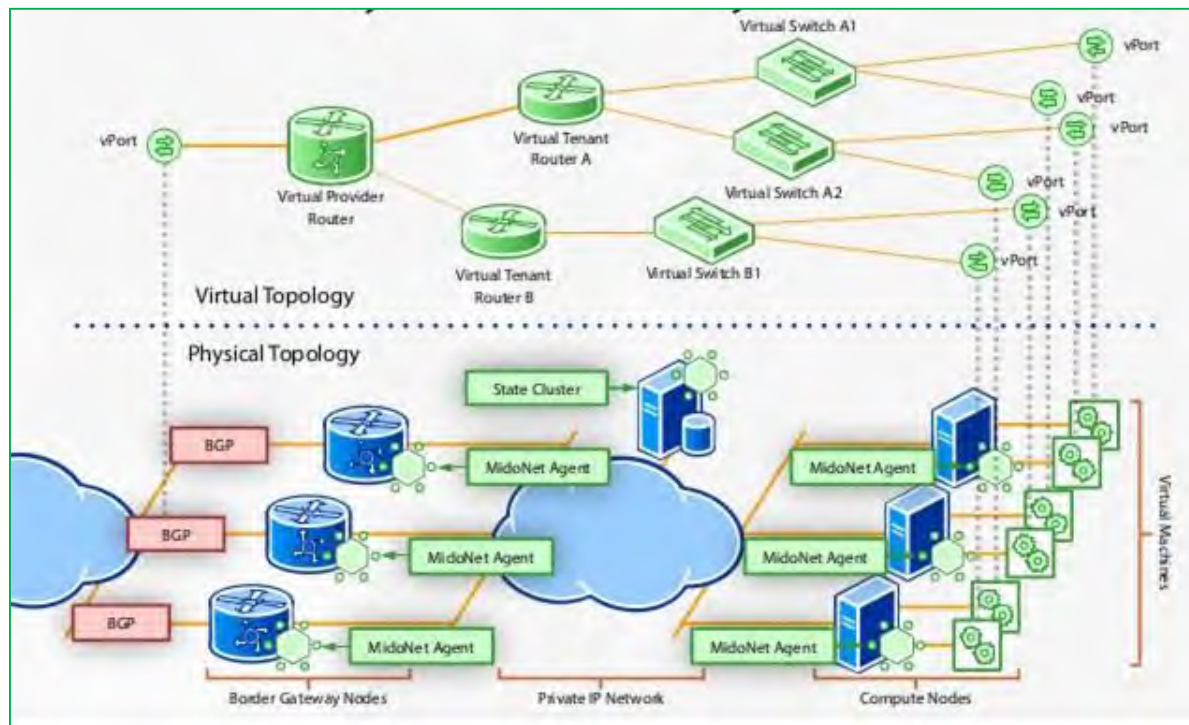 Virtual Switch A1
vPort
vPort
vPort
vPort
Virtual Tenant
Router A
Virtual Provider
Router
Virtual Switch A2
vPort
vPort
Virtual Tenant
Router B
Virtual Switch B1
vPort
Virtual Topology
Physical Topology
State Cluster
BGP
MidoNet Agent
MidoNet Agent
BGP
MidoNet Agent
MidoNet Agent
BGP
MidoNet Agent
MidoNet Agent
Virtual Machines
Border Gateway Nodes
Private IP Network
Compute Nodes